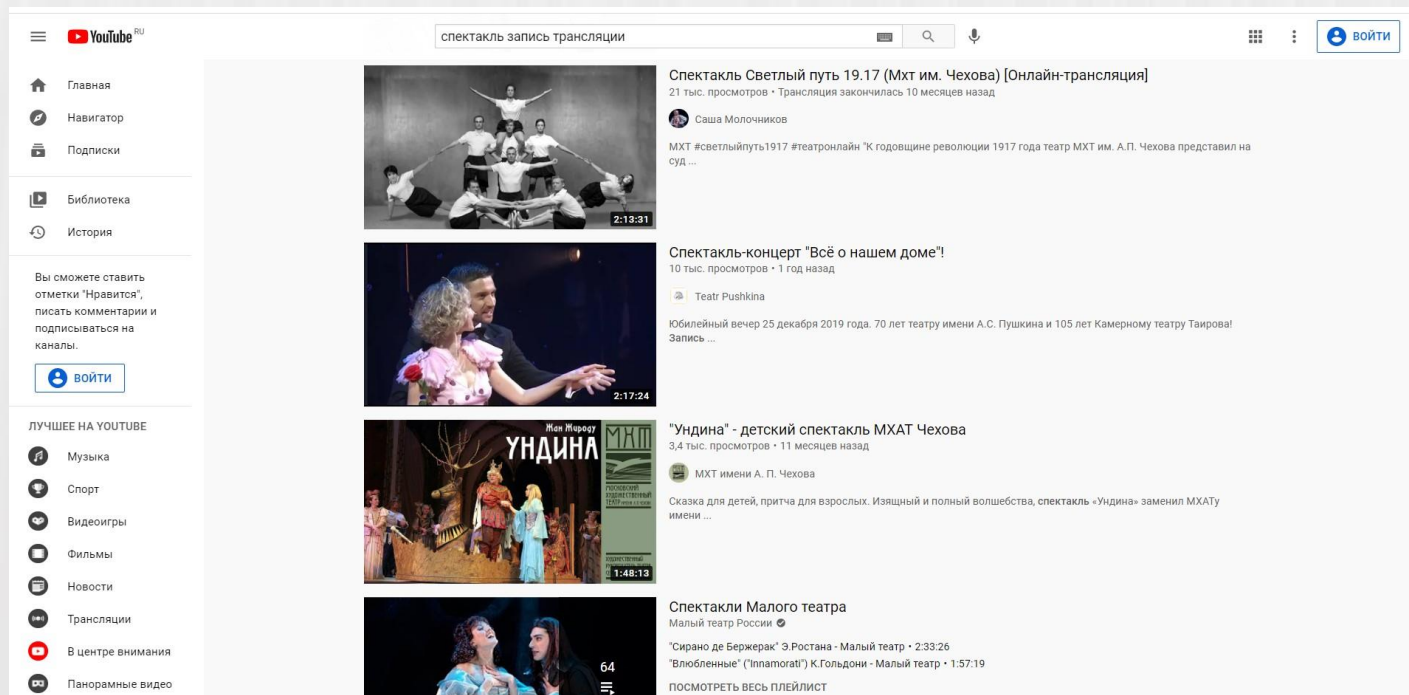 YouTube RU
спектакль запись трансляции
ВОЙТИ
Главная
Навигатор
Подписки
Библиотека
История
Вы сможете ставить
отметки "Нравится",
писать комментарии и
подписываться на
каналы.
ВОЙТИ
ЛУЧШЕЕ НА YOUTUBE
Музыка
Спорт
Видеоигры
Фильмы
Новости
Трансляции
В центре внимания
Панорамные видео
2:13:31
Спектакль Светлый путь 19.17 (Мхт им. Чехова) [Онлайн-трансляция]
21 тыс. просмотров • Трансляция закончилась 10 месяцев назад
Саша Молочников
МХТ #светлыйпуть1917 #театронлайн "К годовщине революции 1917 года театр МХТ им. А.П. Чехова представил на
суд ...
2:17:24
Спектакль-концерт "Всё о нашем доме"!
10 тыс. просмотров • 1 год назад
Teatr Pushkina
Юбилейный вечер 25 декабря 2019 года. 70 лет театру имени А.С. Пушкина и 105 лет Камерному театру Таирова!
Запись ...
Жан Жироду
УНДИНА
МХТ
МОСКОВСКИЙ
ХУДОЖЕСТВЕННЫЙ
1:48:13
"Ундина" - детский спектакль МХАТ Чехова
3,4 тыс. просмотров • 11 месяцев назад
МХТ имени А. П. Чехова
Сказка для детей, притча для взрослых. Изящный и полный волшебства, спектакль «Ундина» заменил МХАТу
имени ...
64
Спектакли Малого театра
Малый театр России
"Сирано де Бержерак" Э.Ростана - Малый театр • 2:33:26
"Влюбленные" ("Innamorati") К.Гольдони - Малый театр • 1:57:19
ПОСМОТРЕТЬ ВЕСЬ ПЛЕЙЛИСТ